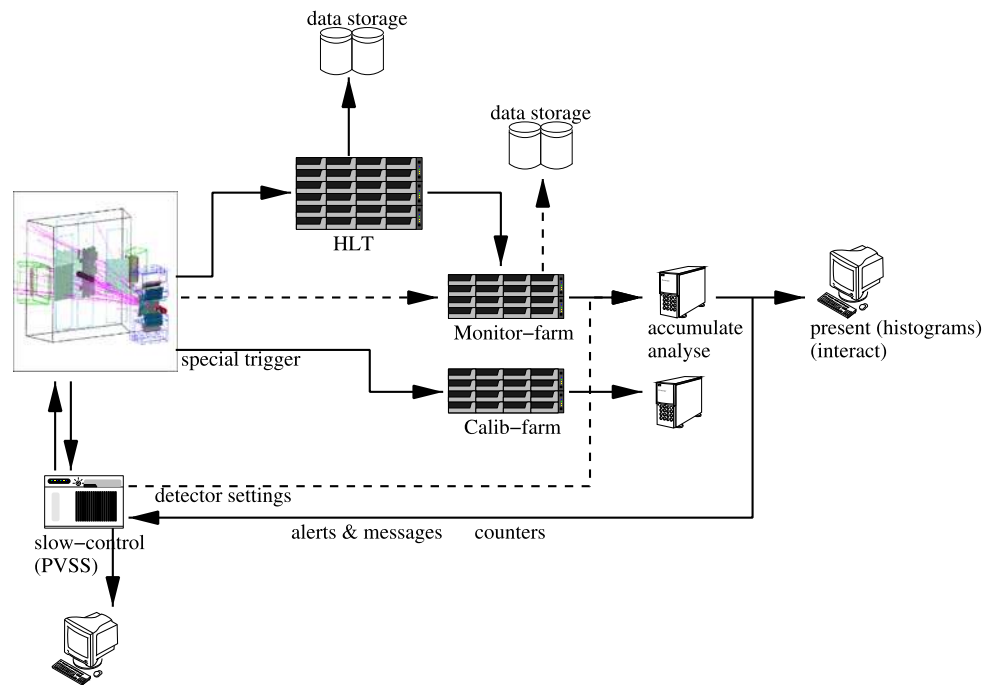 data storage
data storage
HLT
Monitor−farm
accumulate
analyse
present (histograms)
(interact)
special trigger
Calib−farm
detector settings
alerts & messages counters
slow−control
(PVSS)